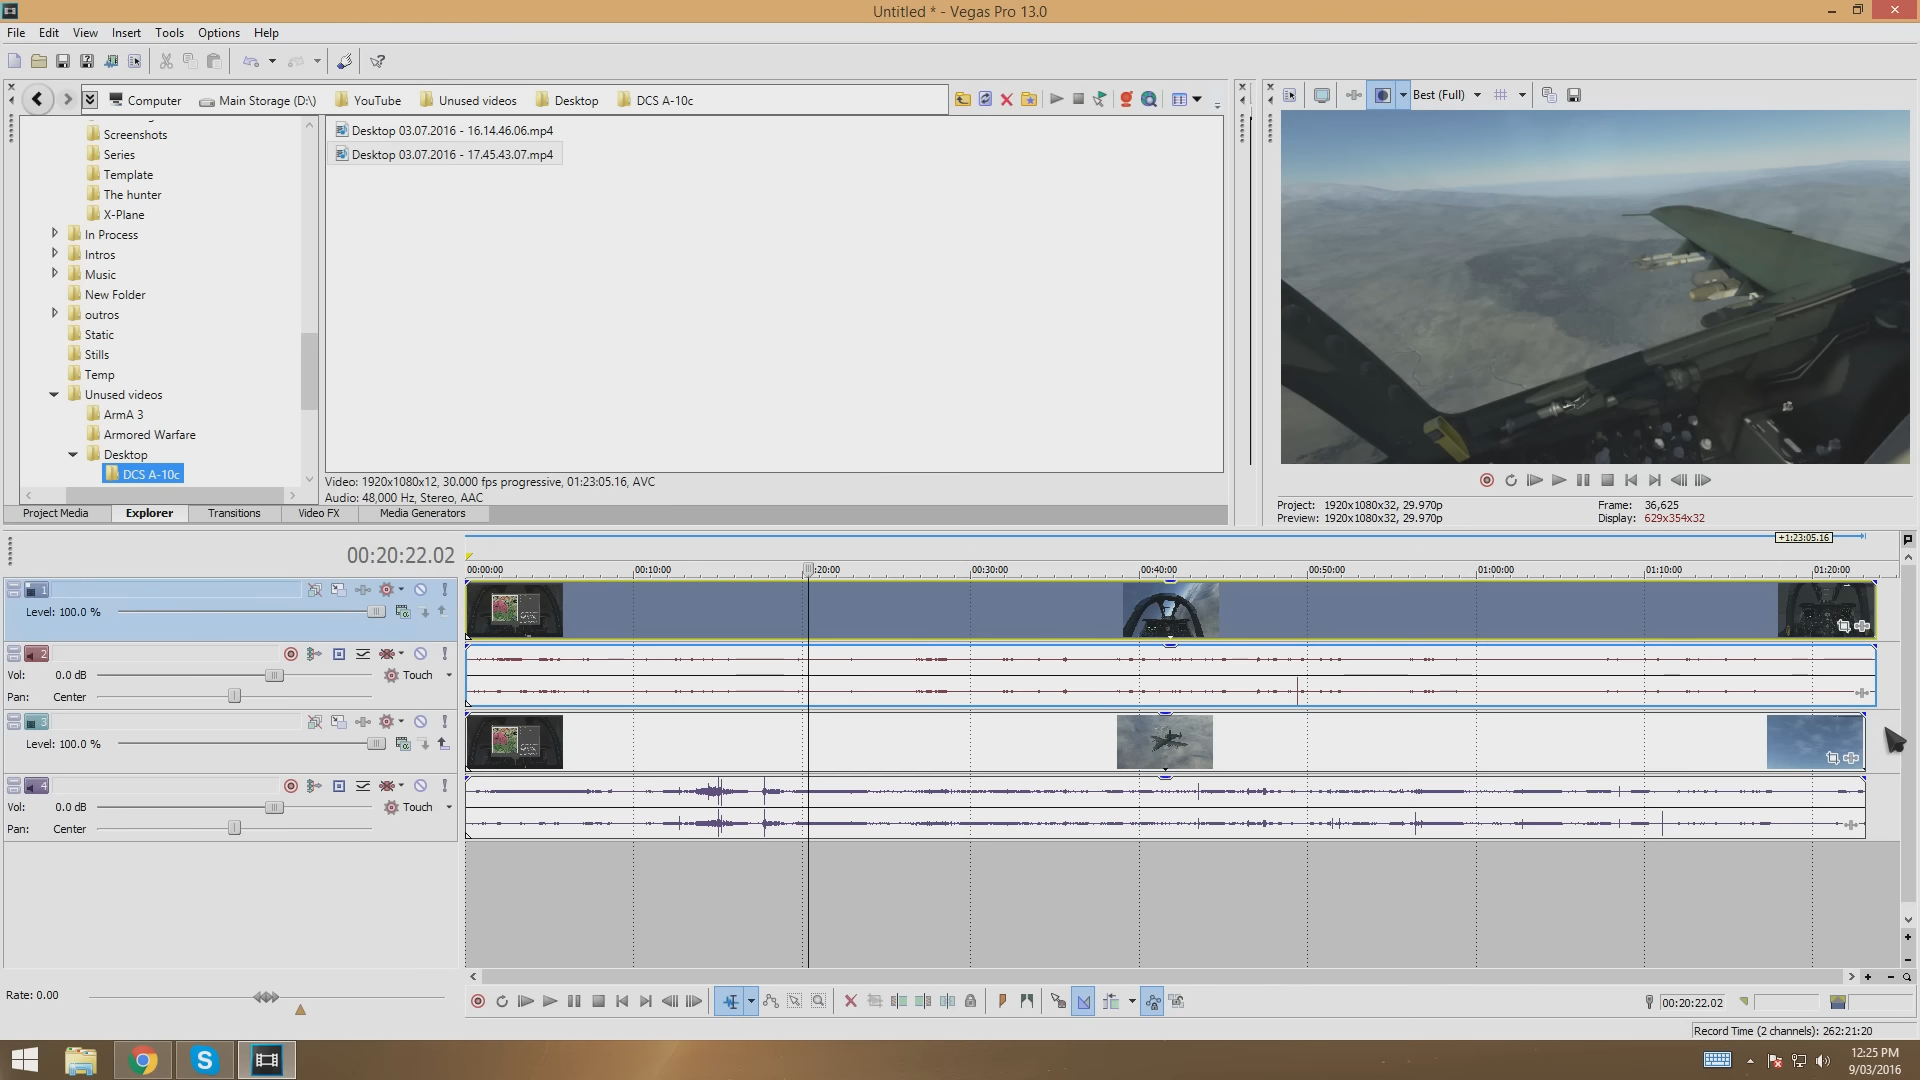 Untitled * - Vegas Pro 13.0
File Edit View Insert Tools Options Help
Computer Main Storage (D:\) YouTube Unused videos Desktop DCS A-10c
Best (Full)
Screenshots
Series
Template
The hunter
X-Plane
In Process
Intros
Music
New Folder
outros
Static
Stills
Temp
Unused videos
ArmA 3
Armored Warfare
Desktop
DCS A-10c
Desktop 03.07.2016 - 16.14.46.06.mp4
Desktop 03.07.2016 - 17.45.43.07.mp4
Video: 1920x1080x12, 30.000 fps progressive, 01:23:05.16, AVC
Audio: 48,000 Hz, Stereo, AAC
Project Media Explorer Transitions Video FX Media Generators
Project: 1920x1080x32, 29.970p Frame: 36,625
Preview: 1920x1080x32, 29.970p Display: 629x354x32
+1:23:05.16
00:20:22.02
00:00:00 00:10:00 :20:00 00:30:00 00:40:00 00:50:00 01:00:00 01:10:00 01:20:00
1
Level: 100.0 %
2
Vol: 0.0 dB Touch
Pan: Center
3
Level: 100.0 %
4
Vol: 0.0 dB Touch
Pan: Center
Rate: 0.00
00:20:22.02
Record Time (2 channels): 262:21:20
12:25 PM
9/03/2016